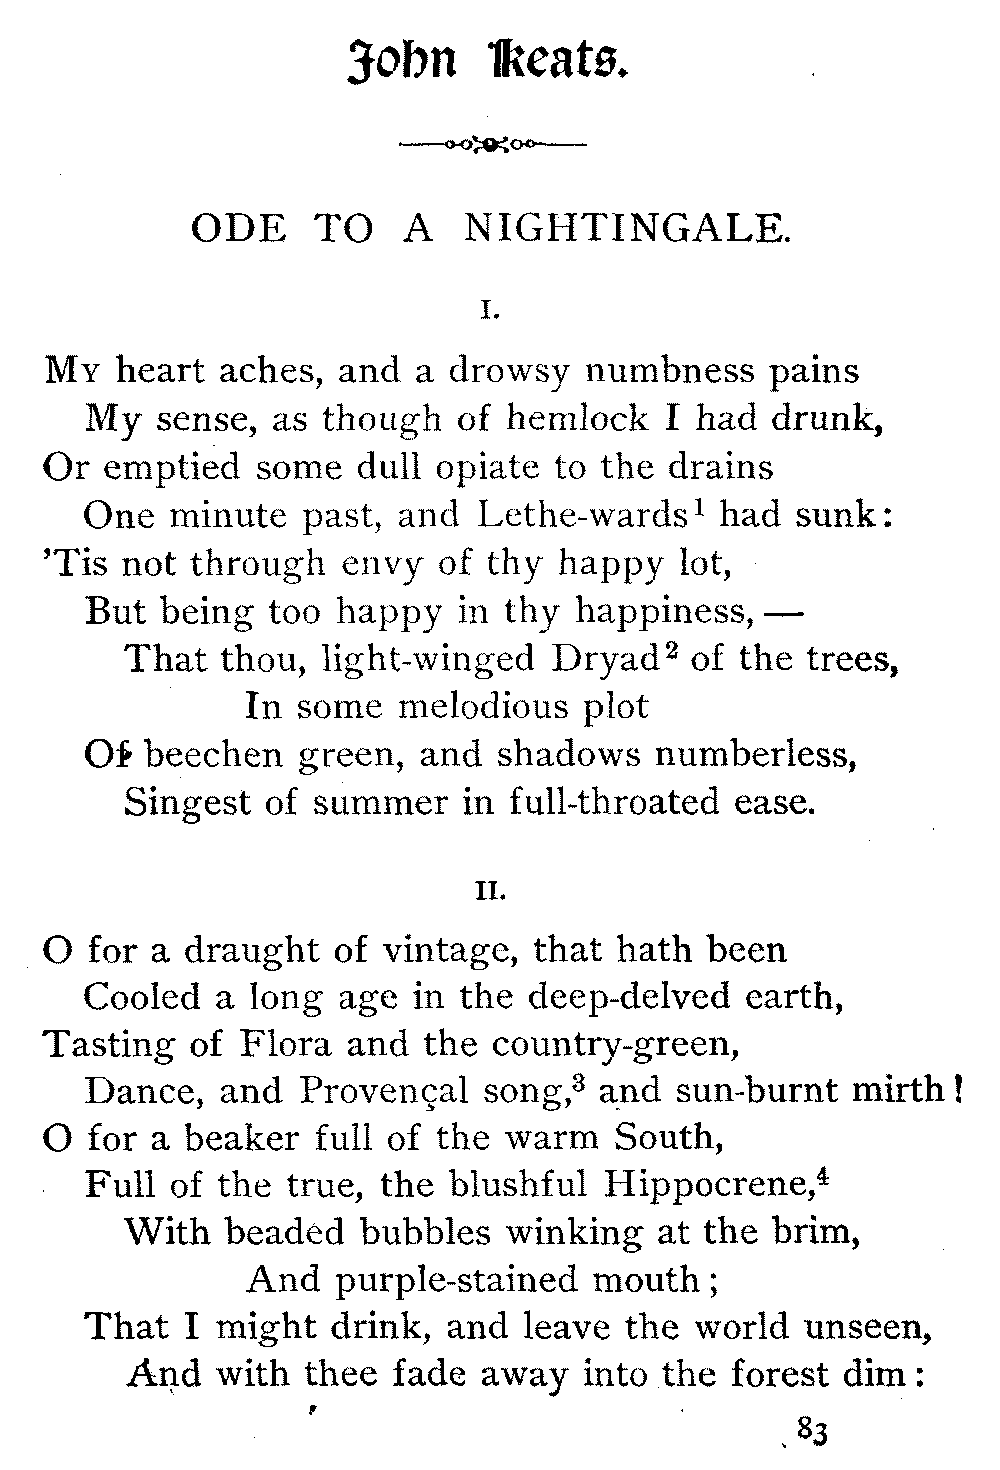 John Keats.
ODE TO A NIGHTINGALE.
I.
My heart aches, and a drowsy numbness pains
My sense, as though of hemlock I had drunk,
Or emptied some dull opiate to the drains
One minute past, and Lethe-wards¹ had sunk:
'Tis not through envy of thy happy lot,
But being too happy in thy happiness, —
That thou, light-winged Dryad² of the trees,
In some melodious plot
Of beechen green, and shadows numberless,
Singest of summer in full-throated ease.
II.
O for a draught of vintage, that hath been
Cooled a long age in the deep-delved earth,
Tasting of Flora and the country-green,
Dance, and Provençal song,³ and sun-burnt mirth!
O for a beaker full of the warm South,
Full of the true, the blushful Hippocrene,⁴
With beaded bubbles winking at the brim,
And purple-stained mouth;
That I might drink, and leave the world unseen,
And with thee fade away into the forest dim:
83